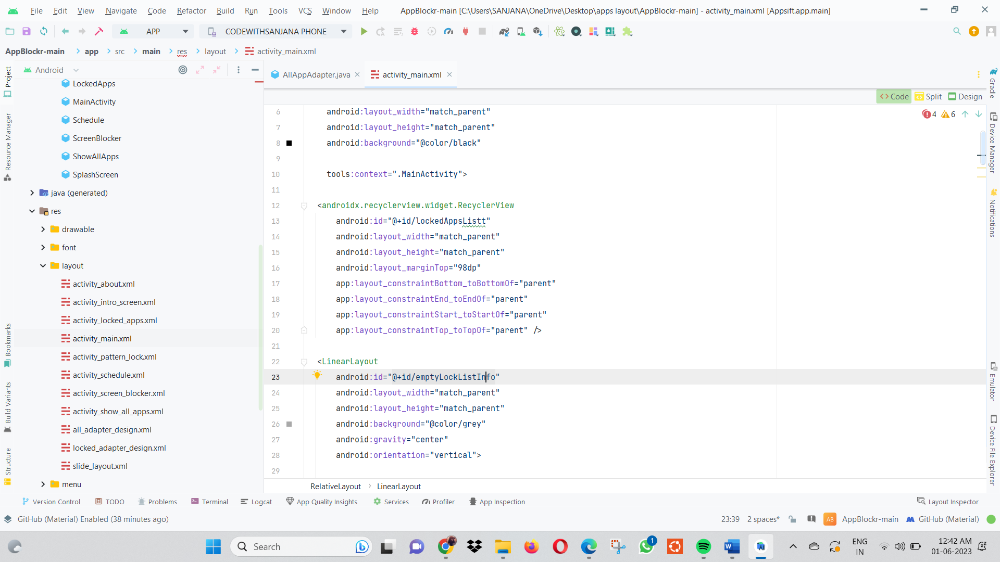 File Edit View Navigate Code Refactor Build Run Tools VCS Window Help AppBlockr-main [C:\Users\SANJANA\OneDrive\Desktop\apps layout\AppBlockr-main] - activity_main.xml [Appsift.app.main]
APP CODEWITHSANJANA PHONE
AppBlockr-main app src main res layout activity_main.xml
Android
AllAppAdapter.java activity_main.xml
Code Split Design
4 6
Project
Resource Manager
Bookmarks
Build Variants
Structure
LockedApps
MainActivity
Schedule
ScreenBlocker
ShowAllApps
SplashScreen
java (generated)
res
drawable
font
layout
activity_about.xml
activity_intro_screen.xml
activity_locked_apps.xml
activity_main.xml
activity_pattern_lock.xml
activity_schedule.xml
activity_screen_blocker.xml
activity_show_all_apps.xml
all_adapter_design.xml
locked_adapter_design.xml
slide_layout.xml
menu
6 android:layout_width="match_parent"
7 android:layout_height="match_parent"
8 android:background="@color/black"
9
10 tools:context=".MainActivity">
11
12 <androidx.recyclerview.widget.RecyclerView
13 android:id="@+id/lockedAppsListt"
14 android:layout_width="match_parent"
15 android:layout_height="match_parent"
16 android:layout_marginTop="98dp"
17 app:layout_constraintBottom_toBottomOf="parent"
18 app:layout_constraintEnd_toEndOf="parent"
19 app:layout_constraintStart_toStartOf="parent"
20 app:layout_constraintTop_toTopOf="parent" />
21
22 <LinearLayout
23 android:id="@+id/emptyLockListInfo"
24 android:layout_width="match_parent"
25 android:layout_height="match_parent"
26 android:background="@color/grey"
27 android:gravity="center"
28 android:orientation="vertical">
29
RelativeLayout LinearLayout
Gradle
Device Manager
Notifications
Emulator
Device File Explorer
Version Control TODO Problems Terminal Logcat App Quality Insights Services Profiler App Inspection Layout Inspector
GitHub (Material) Enabled (38 minutes ago) 23:39 2 spaces* AB AppBlockr-main GitHub (Material)
Search 1 ENG 12:42 AM
IN 01-06-2023